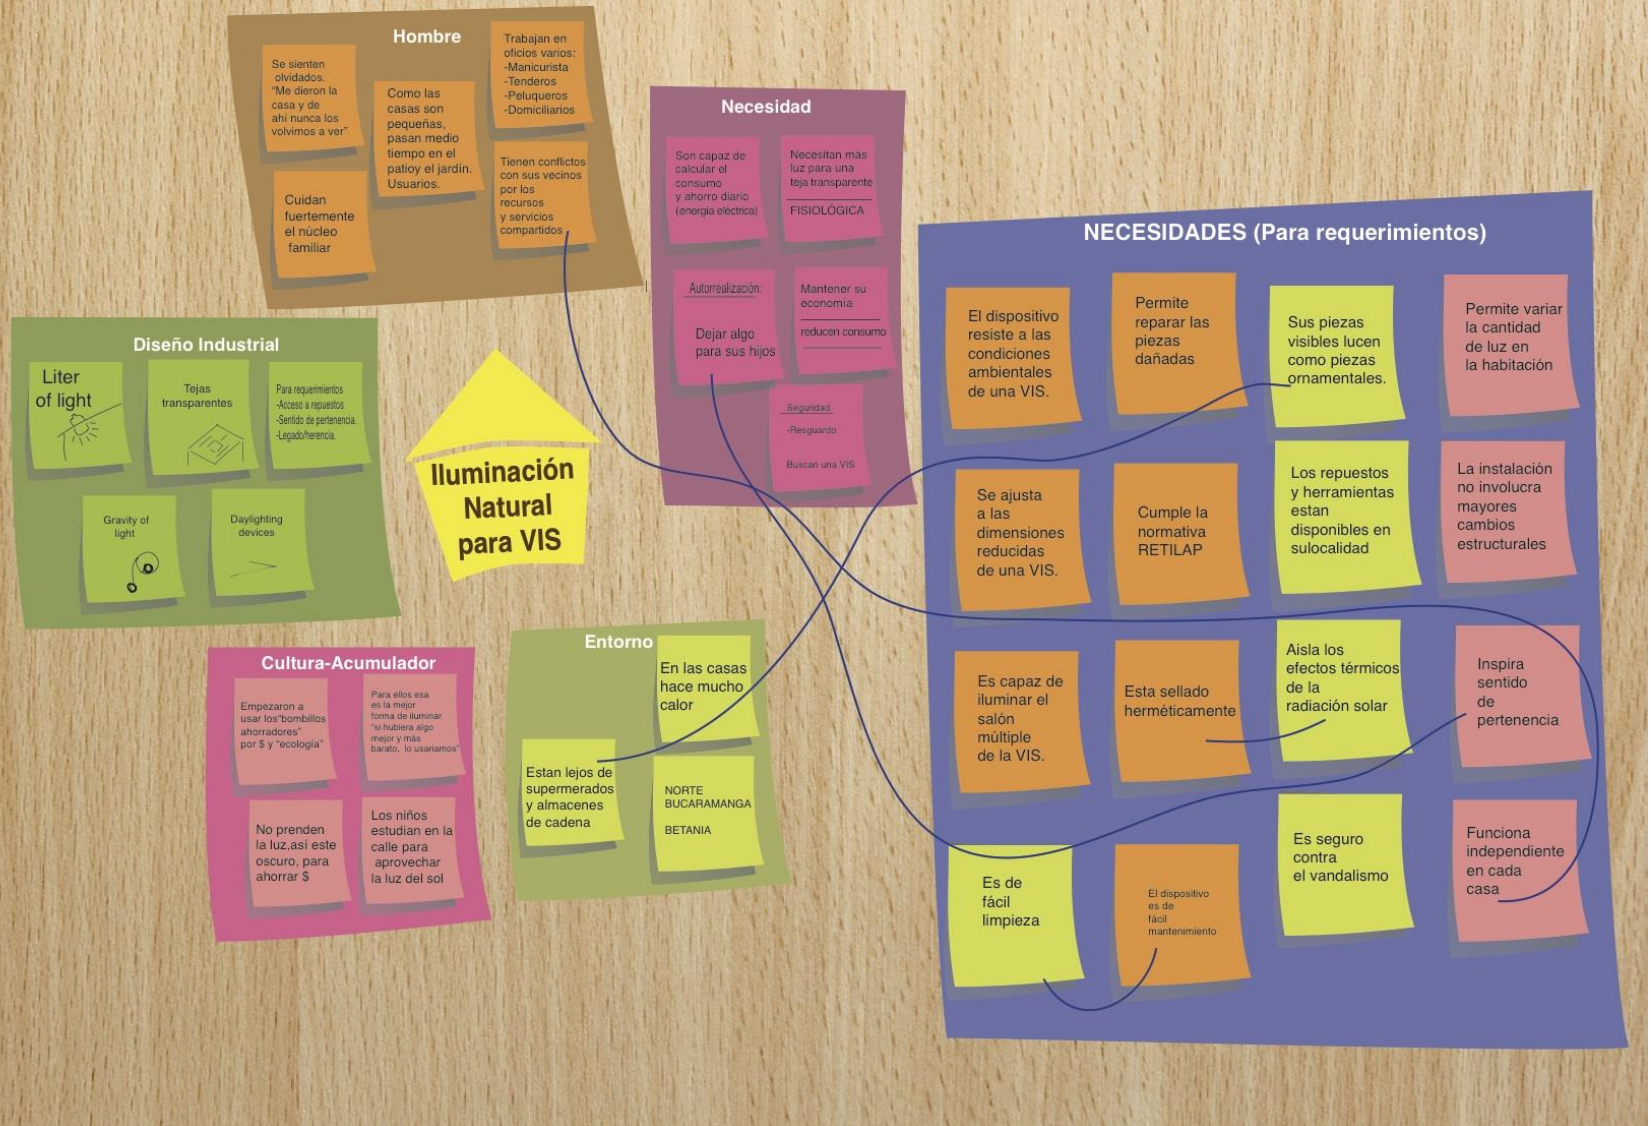 Hombre
Se sienten
olvidados.
“Me dieron la
casa y de
ahi nunca los
volvimos a ver”
Como las
casas son
pequeñas,
pasan medio
tiempo en el
patioy el jardín.
Usuarios.
Trabajan en
oficios varios:
-Manicurista
-Tenderos
-Peluqueros
-Domiciliarios
Cuidan
fuertemente
el núcleo
familiar
Tienen conflictos
con sus vecinos
por los
recursos
y servicios
compartidos
Necesidad
Son capaz de
calcular el
consumo
y ahorro diario
(energia eléctrica)
Necesitan más
luz para una
teja transparente
FISIOLÓGICA
Autorrealización:
Dejar algo
para sus hijos
Mantener su
economia
reducen consumo
Seguridad
-Resguardo
Buscan una VIS
Diseño Industrial
Liter
of light
Tejas
transparentes
Para requerimientos
-Acceso a repuestos
-Sentido de pertenencia.
-Legado/herencia.
Gravity of
light
Daylighting
devices
Iluminación
Natural
para VIS
Cultura-Acumulador
Empezaron a
usar los“bombillos
ahorradores”
por $ y “ecología”
Para ellos esa
es la mejor
forma de iluminar
“si hubiera algo
mejor y más
barato, lo usariamos”
No prenden
la luz,asi este
oscuro, para
ahorrar $
Los niños
estudian en la
calle para
aprovechar
la luz del sol
Entorno
En las casas
hace mucho
calor
Estan lejos de
supermerados
y almacenes
de cadena
NORTE
BUCARAMANGA
BETANIA
NECESIDADES (Para requerimientos)
El dispositivo
resiste a las
condiciones
ambientales
de una VIS.
Permite
reparar las
piezas
dañadas
Sus piezas
visibles lucen
como piezas
ornamentales.
Permite variar
la cantidad
de luz en
la habitación
Se ajusta
a las
dimensiones
reducidas
de una VIS.
Cumple la
normativa
RETILAP
Los repuestos
y herramientas
estan
disponibles en
sulocalidad
La instalación
no involucra
mayores
cambios
estructurales
Es capaz de
iluminar el
salón
múltiple
de la VIS.
Esta sellado
herméticamente
Aisla los
efectos térmicos
de la
radiación solar
Inspira
sentido
de
pertenencia
Es de
fácil
limpieza
El dispositivo
es de
fácil
mantenimiento
Es seguro
contra
el vandalismo
Funciona
independiente
en cada
casa